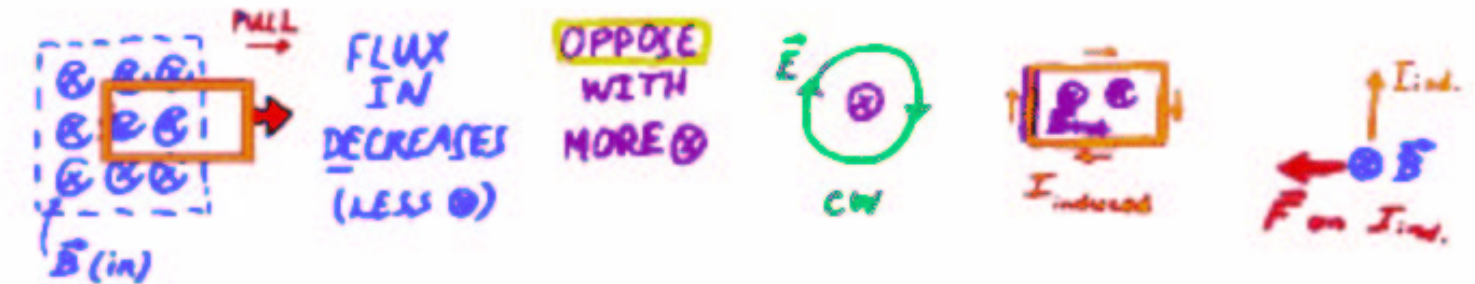 PULL
B (in)
FLUX
IN
DECREASES
(LESS ⊗)
OPPOSE
WITH
MORE ⊗
E
CW
I induced
I ind.
B
F on I ind.